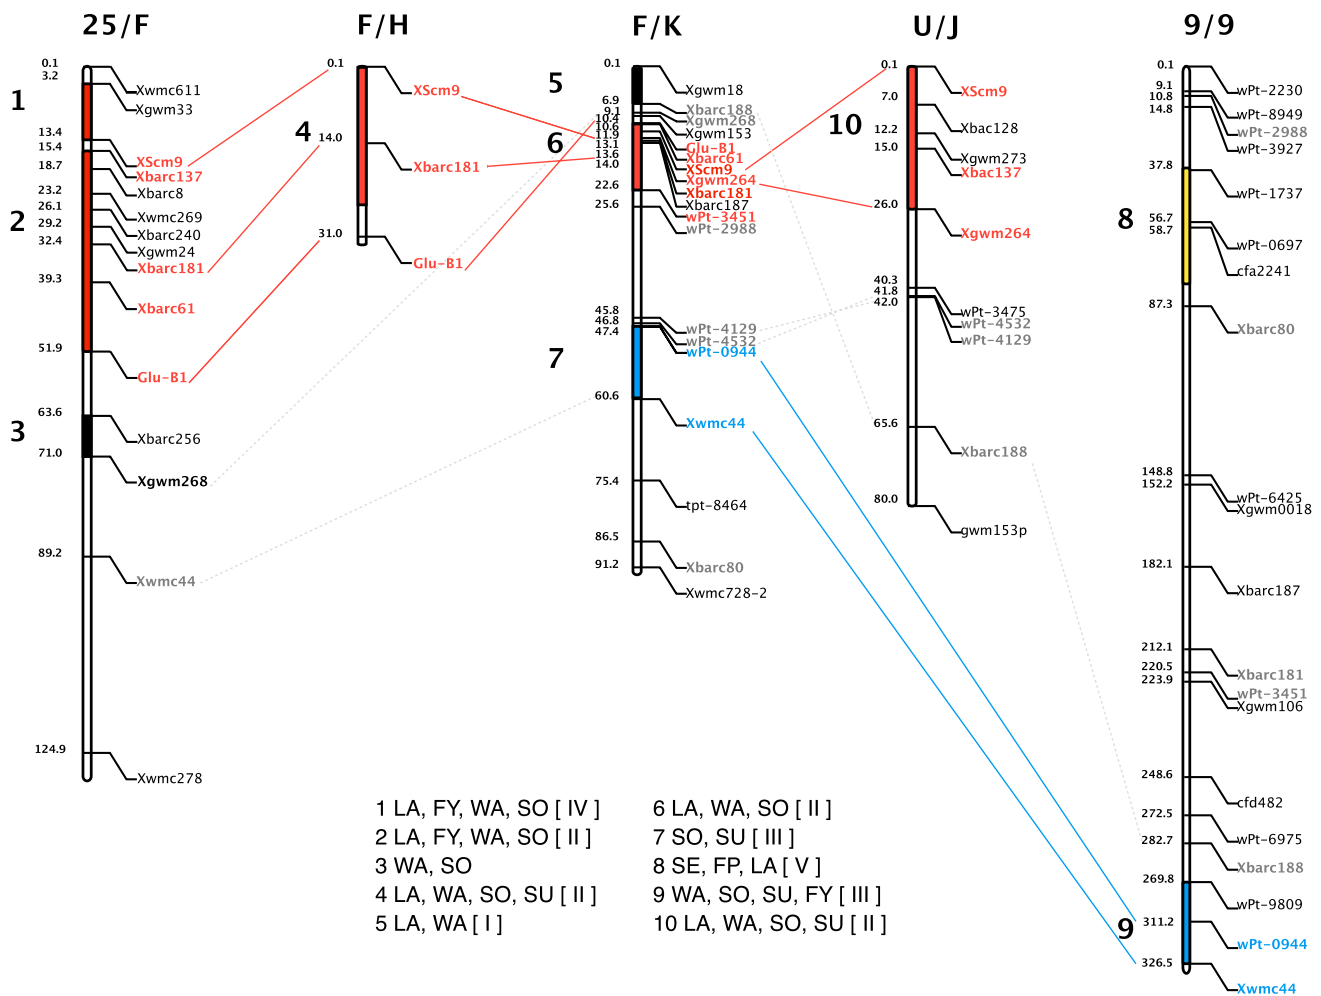 25/F
F/H
F/K
U/J
9/9
0.1
3.2
13.4
15.4
18.7
23.2
26.1
29.2
32.4
39.3
51.9
63.6
71.0
89.2
124.9
1
2
3
Xwmc611
Xgwm33
XScm9
Xbarc137
Xbarc8
Xwmc269
Xbarc240
Xgwm24
Xbarc181
Xbarc61
Glu-B1
Xbarc256
Xgwm268
Xwmc44
Xwmc278
0.1
14.0
31.0
4
XScm9
Xbarc181
Glu-B1
0.1
6.9
9.1
10.4
10.6
11.9
13.1
13.6
14.0
22.6
25.6
45.8
46.8
47.4
60.6
75.4
86.5
91.2
5
6
7
Xgwm18
Xbarc188
Xgwm268
Xgwm153
Glu-B1
Xbarc61
XScm9
Xgwm264
Xbarc181
Xbarc187
wPt-3451
wPt-2988
wPt-4129
wPt-4532
wPt-0944
Xwmc44
tpt-8464
Xbarc80
Xwmc728-2
0.1
7.0
12.2
15.0
26.0
40.3
41.8
42.0
65.6
80.0
10
XScm9
Xbac128
Xgwm273
Xbac137
Xgwm264
wPt-3475
wPt-4532
wPt-4129
Xbarc188
gwm153p
0.1
9.1
10.8
14.8
37.8
56.7
58.7
87.3
148.8
152.2
182.1
212.1
220.5
223.9
248.6
272.5
282.7
269.8
311.2
326.5
8
9
wPt-2230
wPt-8949
wPt-2988
wPt-3927
wPt-1737
wPt-0697
cfa2241
Xbarc80
wPt-6425
Xgwm0018
Xbarc187
Xbarc181
wPt-3451
Xgwm106
cfd482
wPt-6975
Xbarc188
wPt-9809
wPt-0944
Xwmc44
1 LA, FY, WA, SO [ IV ]
2 LA, FY, WA, SO [ II ]
3 WA, SO
4 LA, WA, SO, SU [ II ]
5 LA, WA [ I ]
6 LA, WA, SO [ II ]
7 SO, SU [ III ]
8 SE, FP, LA [ V ]
9 WA, SO, SU, FY [ III ]
10 LA, WA, SO, SU [ II ]